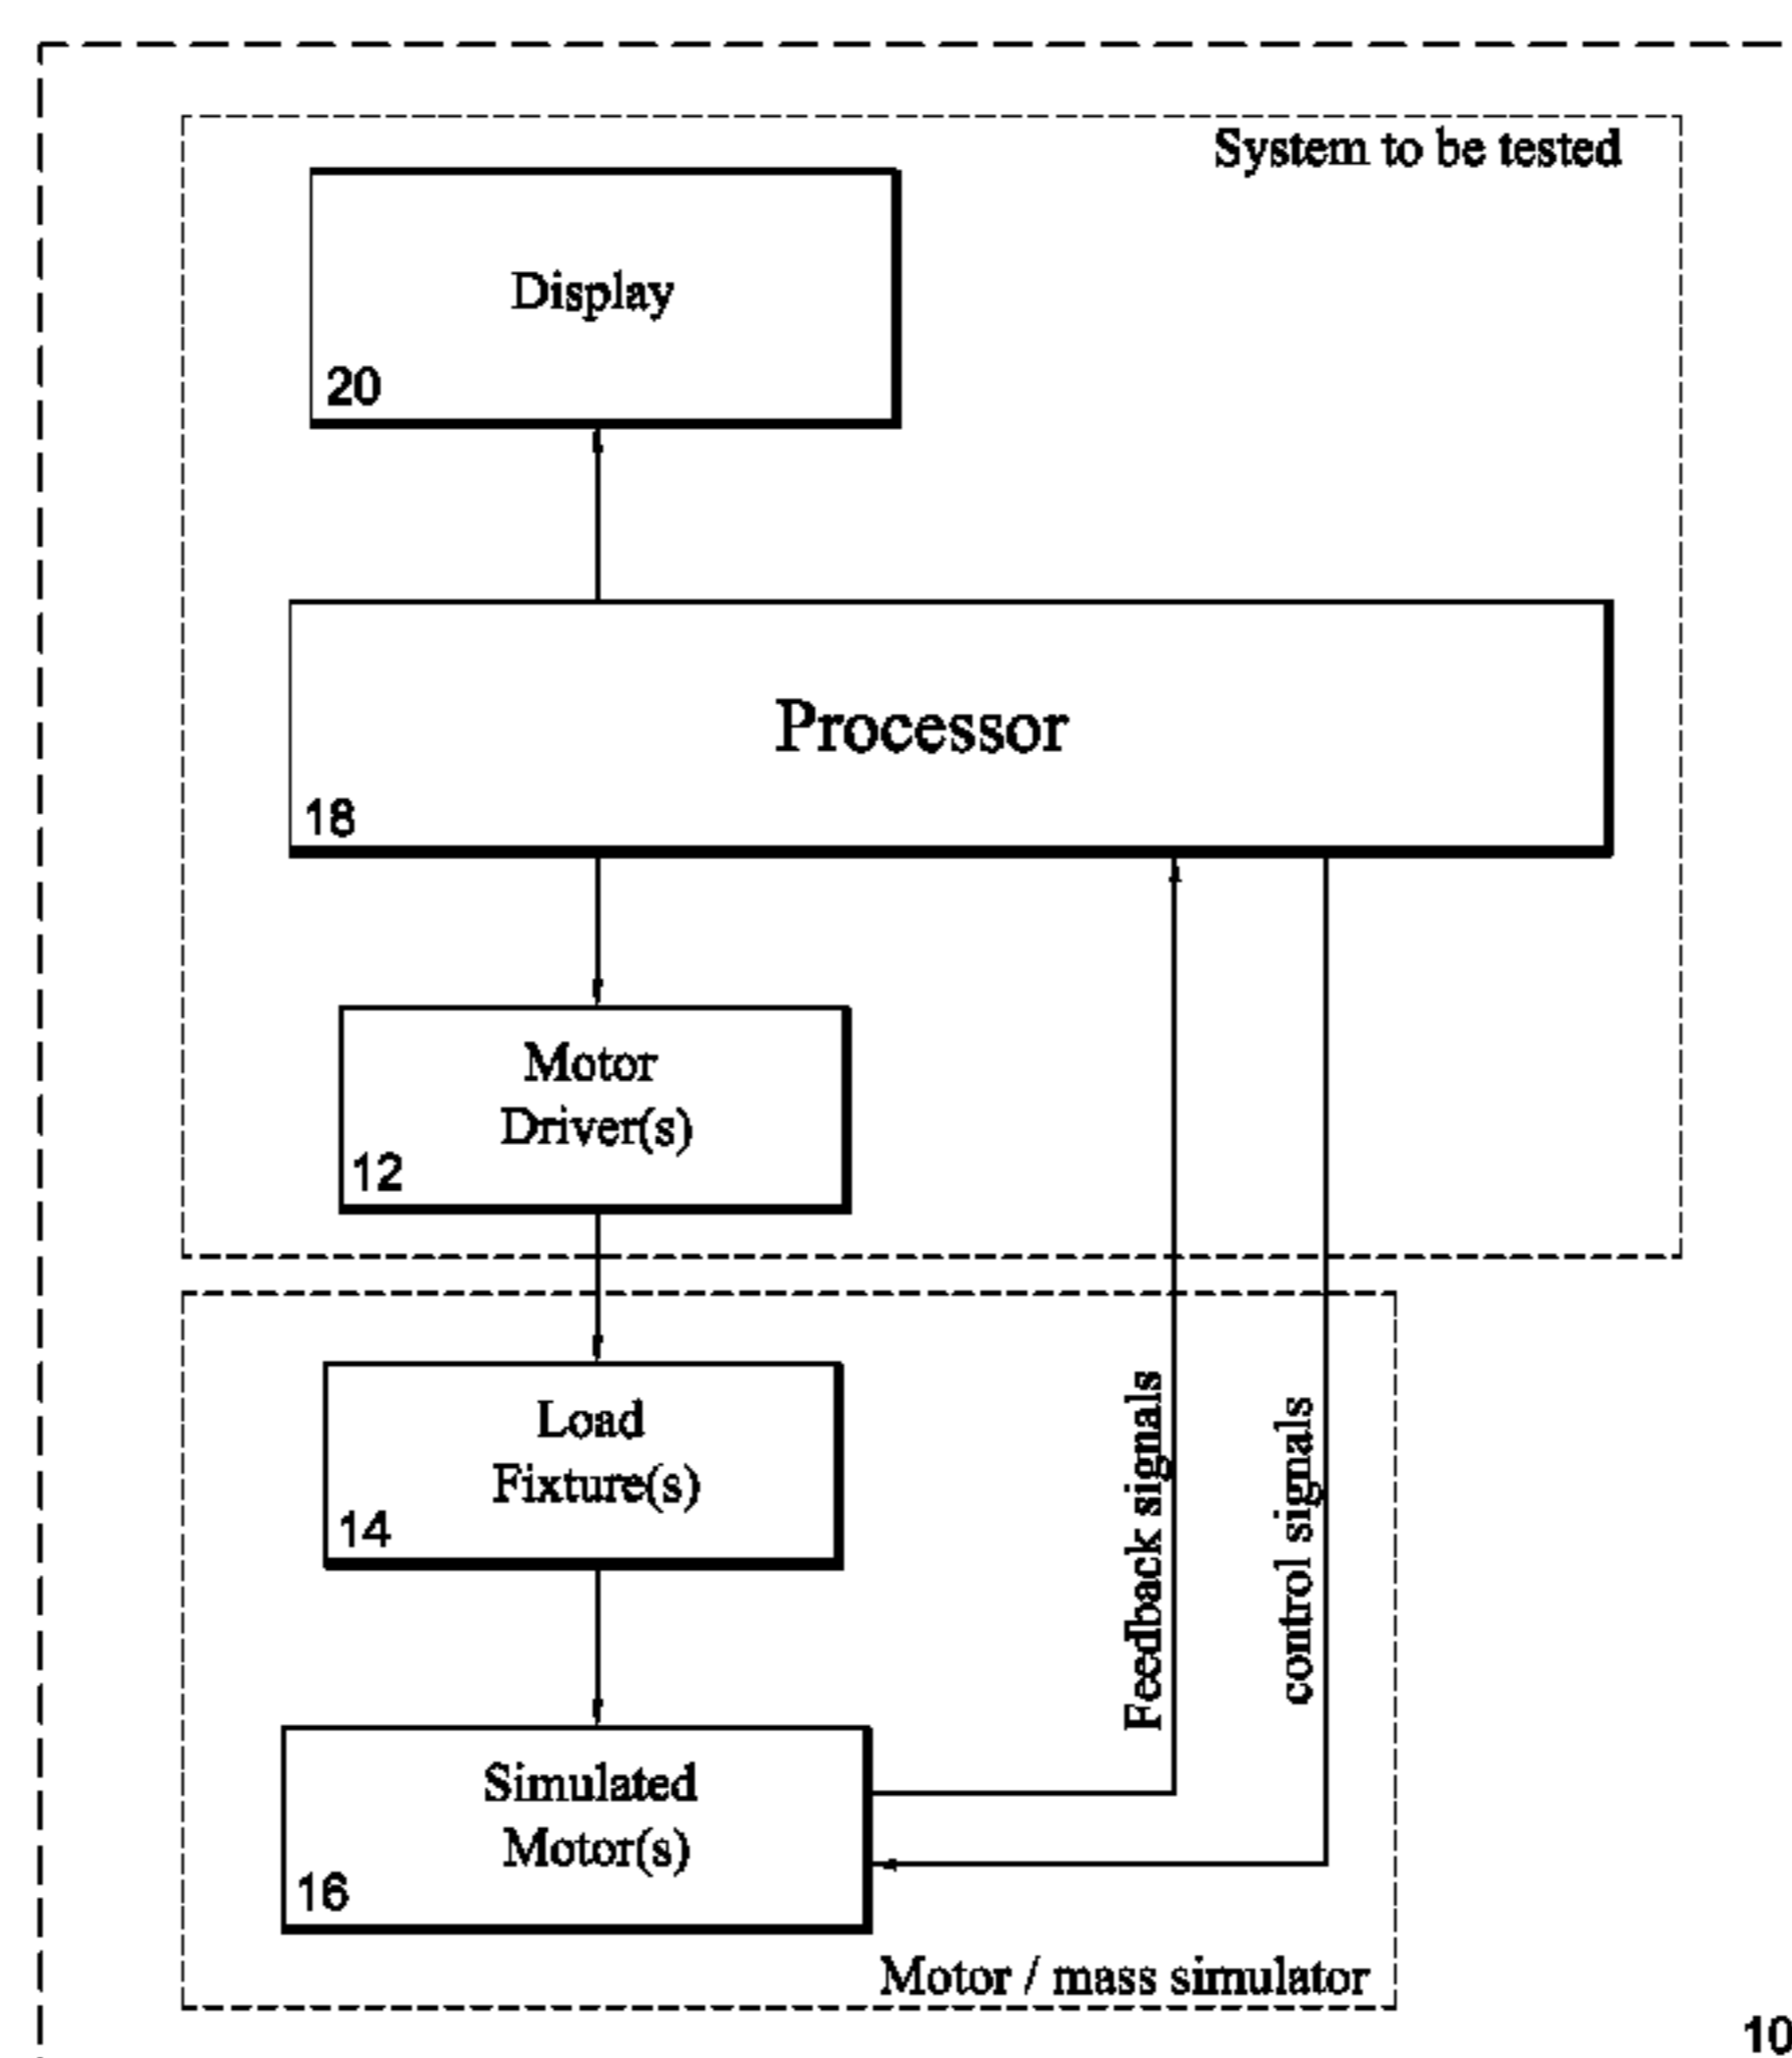 System to be tested
Display
20
Processor
18
Motor
Driver(s)
12
Load
Fixture(s)
14
Feedback signals
control signals
Simulated
Motor(s)
16
Motor / mass simulator
10